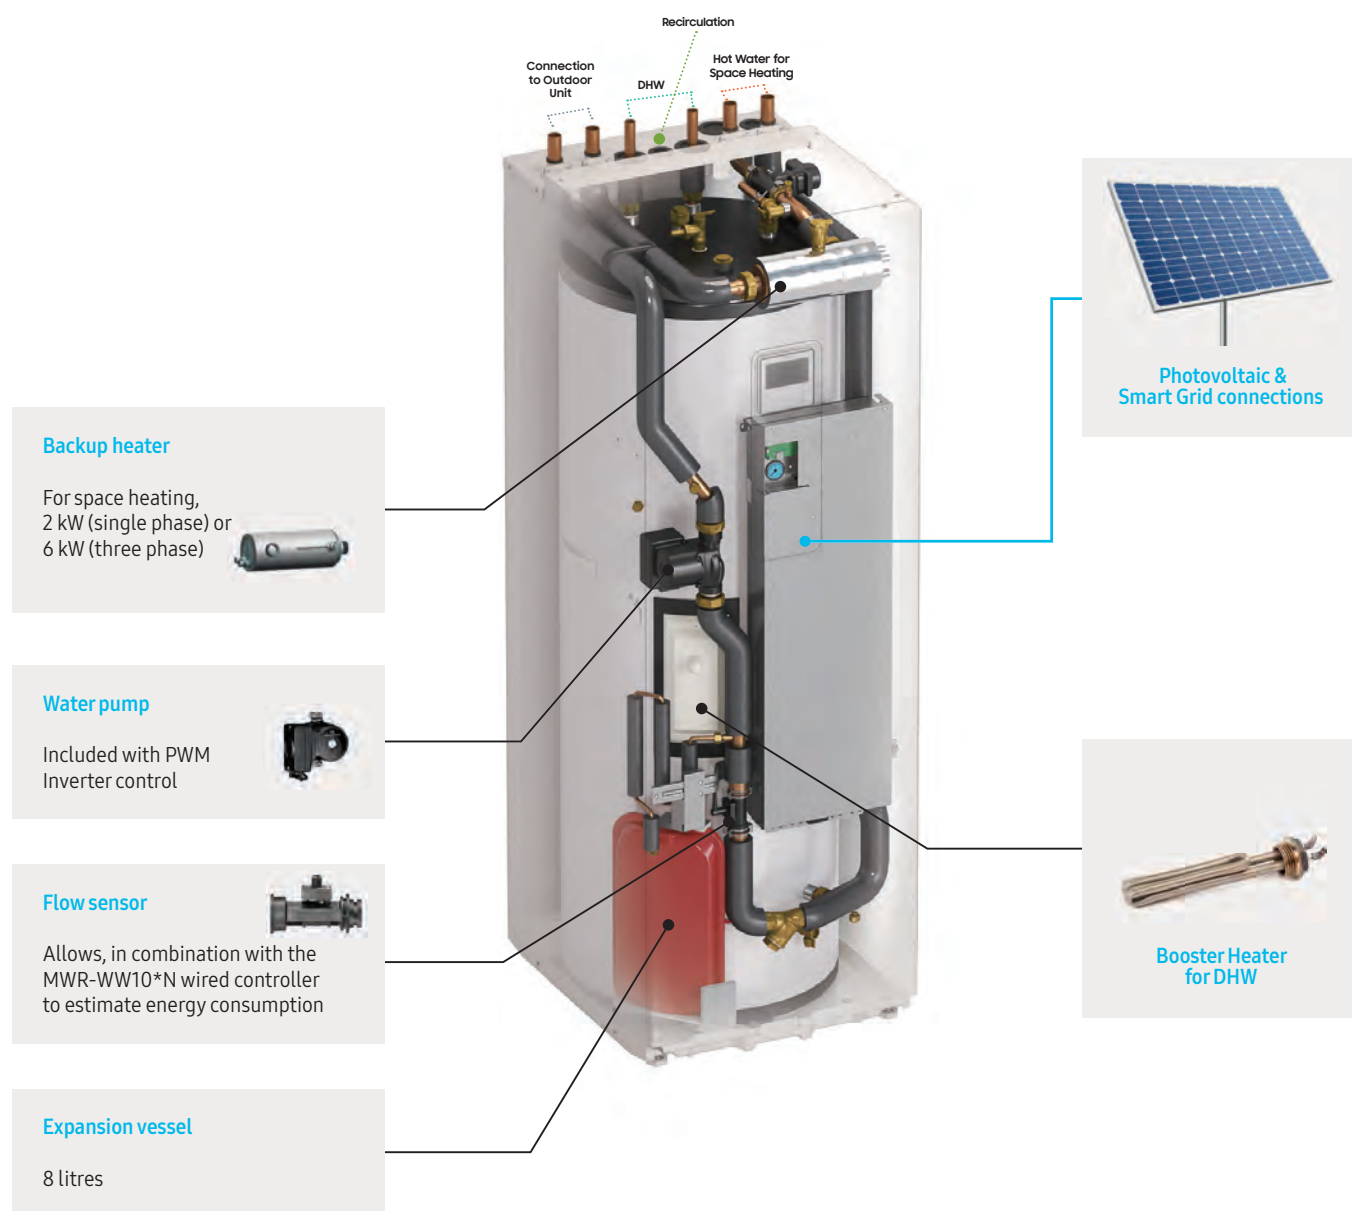 Recirculation
Connection
to Outdoor
Unit
DHW
Hot Water for
Space Heating
Photovoltaic &
Smart Grid connections
Backup heater
For space heating,
2 kW (single phase) or
6 kW (three phase)
Water pump
Included with PWM
Inverter control
Flow sensor
Allows, in combination with the
MWR-WW10*N wired controller
to estimate energy consumption
Booster Heater
for DHW
Expansion vessel
8 litres